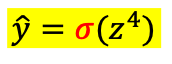 ŷ = σ(z⁴)